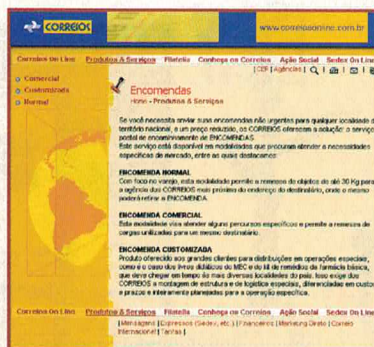 CORREIOS
www.correiosonline.com.br
Correios On Line Produtos & Serviços Filatelia Conheça os Correios Ação Social Sedex On Line
|CEP|Agências|
Comercial
Customizada
Normal
Encomendas
Home - Produtos & Serviços
Se você necessita enviar suas encomendas não urgentes para qualquer localidade do
território nacional, e um preço reduzido, os CORREIOS oferecem a solução: o serviço
postal de encaminhamento de ENCOMENDAS.
Este serviço está disponível em modalidades que procuram atender a necessidades
específicas de mercado, entre as quais destacamos:
ENCOMENDA NORMAL
Com foco no varejo, esta modalidade permite a remessa de objetos de até 30 Kg para
a agência dos CORREIOS mais próxima do endereço do destinatário, onde o mesmo
poderá retirar a ENCOMENDA.
ENCOMENDA COMERCIAL
Esta modalidade visa atender alguns percursos específicos e permite a remessa de
cargas unitizadas para um mesmo destinatário.
ENCOMENDA CUSTOMIZADA
Produto oferecido aos grandes clientes para distribuições em operações especiais,
como é o caso dos livros didáticos do MEC e do kit de remédios da farmácia básica,
que deve chegar em tempo às mais diversas localidades do país. Isso exige dos
CORREIOS a montagem de estrutura e de logística especiais, diferenciadas em custos
e prazos e inteiramente planejadas para a operação específica.
Correios On Line Produtos & Serviços Filatelia Conheça os Correios Ação Social Sedex On Line
|Mensagens|Expressos (Sedex, etc.)|Financeiros|Marketing Direto|Correio
Internacional|Tarifas|